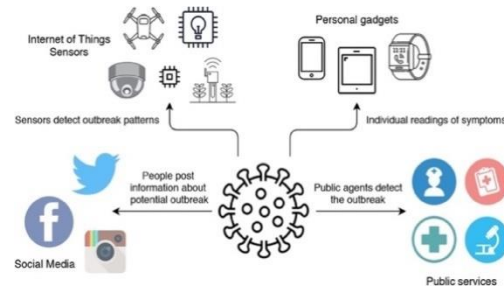 Internet of Things
Sensors
Personal gadgets
Sensors detect outbreak patterns
Individual readings of symptoms
People post
information about
potential outbreak
Public agents detect
the outbreak
Social Media
Public services